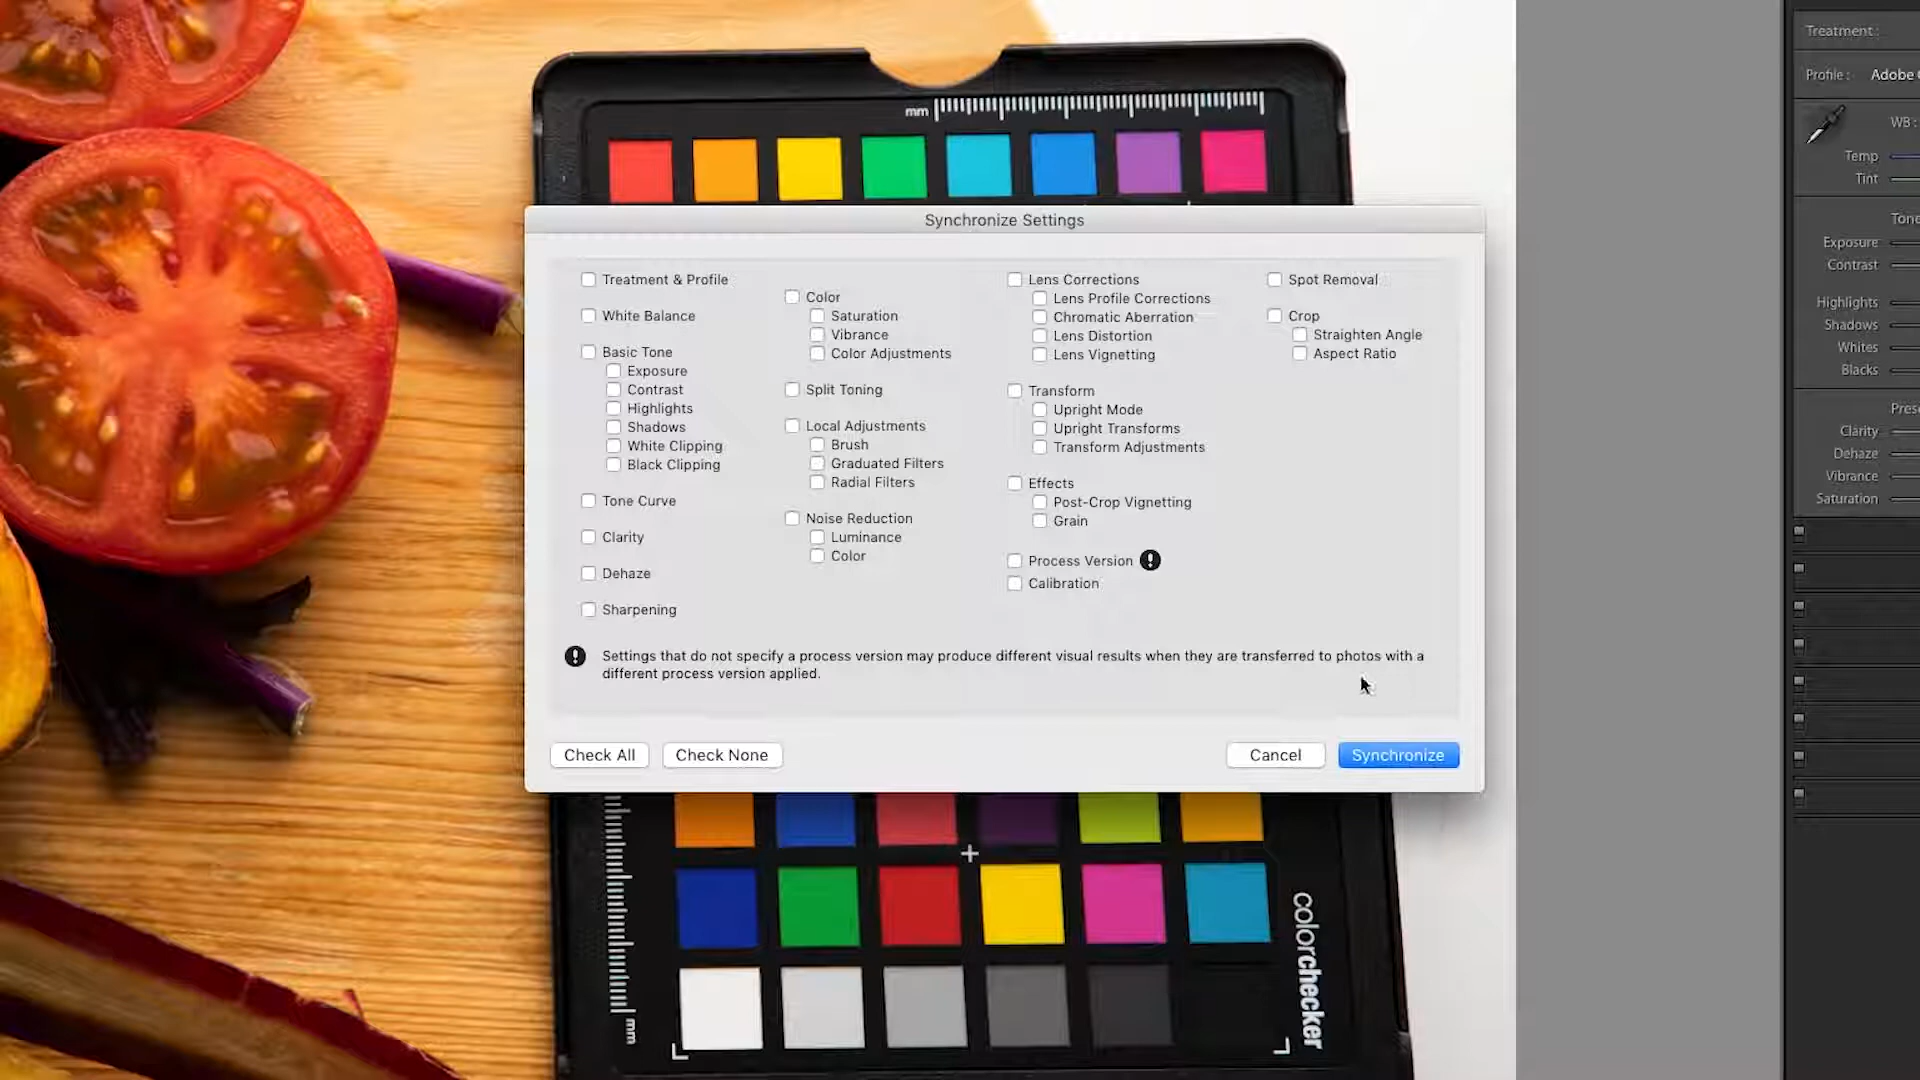 mm
Synchronize Settings
Treatment & Profile
White Balance
Basic Tone
Exposure
Contrast
Highlights
Shadows
White Clipping
Black Clipping
Tone Curve
Clarity
Dehaze
Sharpening
Color
Saturation
Vibrance
Color Adjustments
Split Toning
Local Adjustments
Brush
Graduated Filters
Radial Filters
Noise Reduction
Luminance
Color
Lens Corrections
Lens Profile Corrections
Chromatic Aberration
Lens Distortion
Lens Vignetting
Transform
Upright Mode
Upright Transforms
Transform Adjustments
Effects
Post-Crop Vignetting
Grain
Process Version
Calibration
Spot Removal
Crop
Straighten Angle
Aspect Ratio
Settings that do not specify a process version may produce different visual results when they are transferred to photos with a
different process version applied.
Check All
Check None
Cancel
Synchronize
mm
colorchecker
Treatment :
Profile : Adobe
WB :
Temp
Tint
Tone
Exposure
Contrast
Highlights
Shadows
Whites
Blacks
Clarity
Dehaze
Vibrance
Saturation